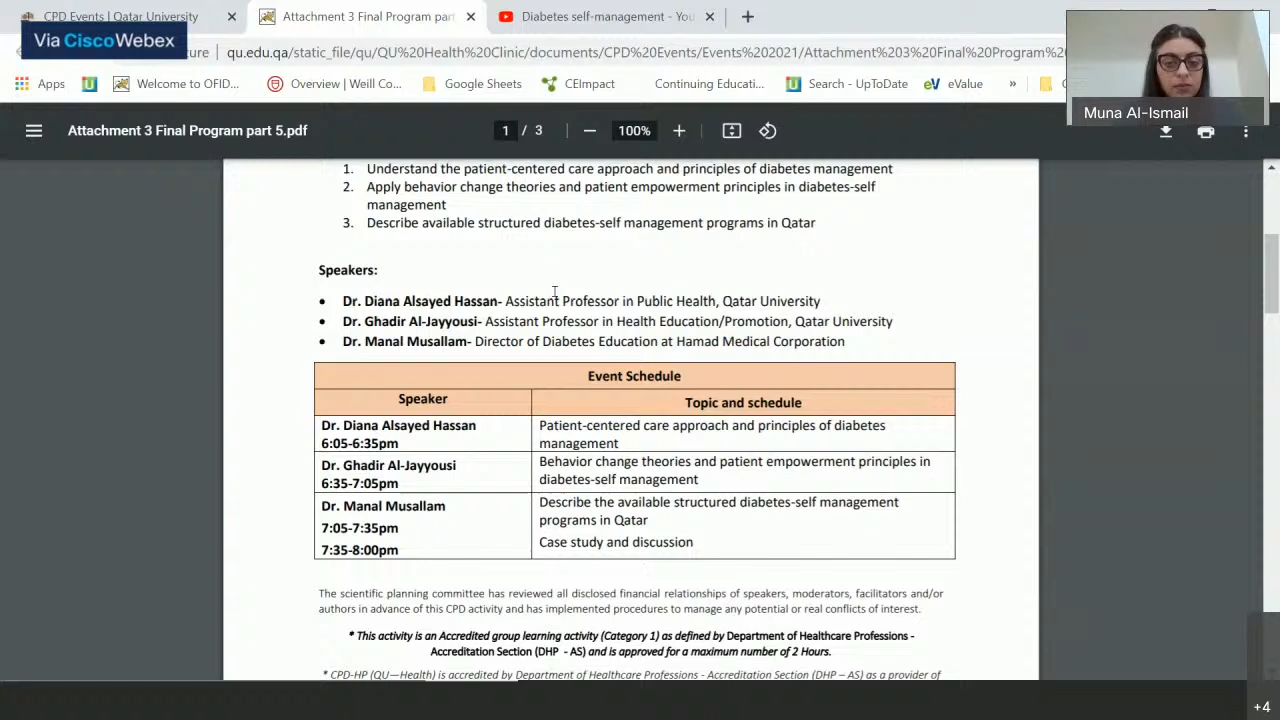 CPD Events | Qatar University
Attachment 3 Final Program part
Diabetes self-management - You
Via CiscoWebex
qu.edu.qa/static_file/qu/QU%20Health%20Clinic/documents/CPD%20Events/Events%202021/Attachment%203%20Final%20Program%
Apps
Welcome to OFID...
Overview | Weill Co...
Google Sheets
CEImpact
Continuing Educati...
Search - UpToDate
eV eValue
»
Muna Al-Ismail
Attachment 3 Final Program part 5.pdf
1 / 3
100%
1. Understand the patient-centered care approach and principles of diabetes management
2. Apply behavior change theories and patient empowerment principles in diabetes-self
management
3. Describe available structured diabetes-self management programs in Qatar
Speakers:
• Dr. Diana Alsayed Hassan- Assistant Professor in Public Health, Qatar University
• Dr. Ghadir Al-Jayyousi- Assistant Professor in Health Education/Promotion, Qatar University
• Dr. Manal Musallam- Director of Diabetes Education at Hamad Medical Corporation
Event Schedule
Speaker
Topic and schedule
Dr. Diana Alsayed Hassan
6:05-6:35pm
Patient-centered care approach and principles of diabetes
management
Dr. Ghadir Al-Jayyousi
6:35-7:05pm
Behavior change theories and patient empowerment principles in
diabetes-self management
Dr. Manal Musallam
7:05-7:35pm
7:35-8:00pm
Describe the available structured diabetes-self management
programs in Qatar
Case study and discussion
The scientific planning committee has reviewed all disclosed financial relationships of speakers, moderators, facilitators and/or
authors in advance of this CPD activity and has implemented procedures to manage any potential or real conflicts of interest.
* This activity is an Accredited group learning activity (Category 1) as defined by Department of Healthcare Professions -
Accreditation Section (DHP - AS) and is approved for a maximum number of 2 Hours.
* CPD-HP (QU—Health) is accredited by Department of Healthcare Professions - Accreditation Section (DHP – AS) as a provider of
+4